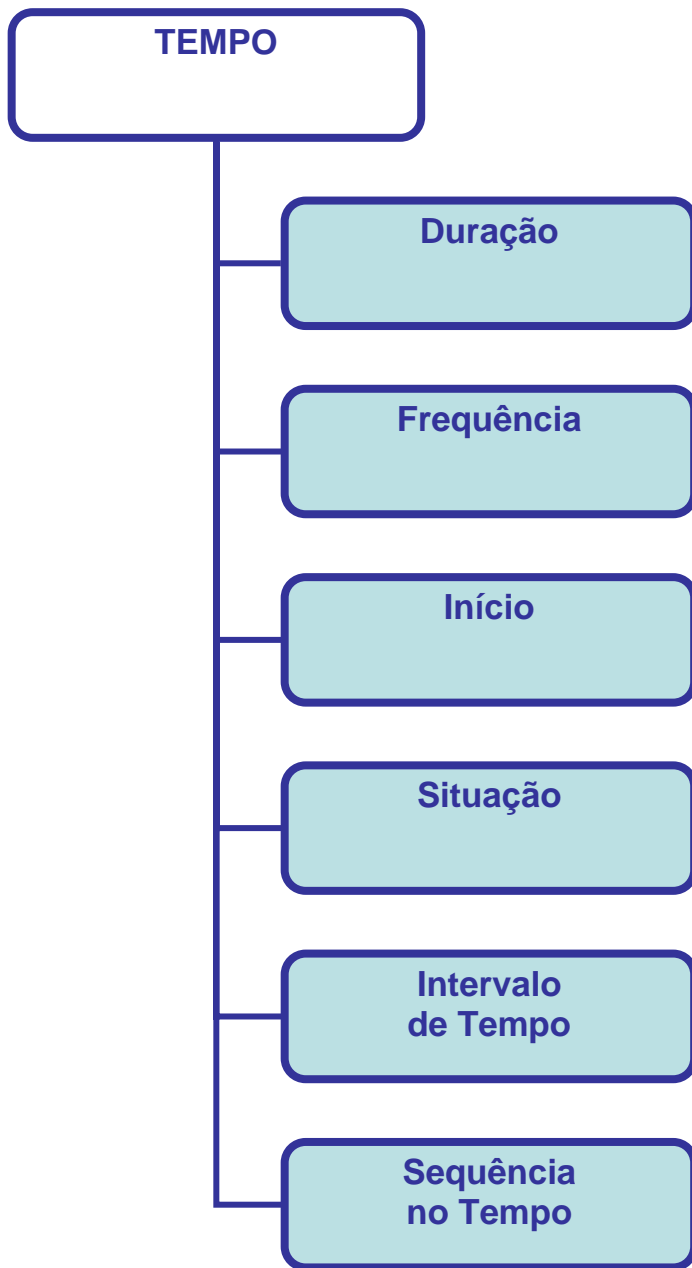 TEMPO
Duração
Frequência
Início
Situação
Intervalo
de Tempo
Sequência
no Tempo